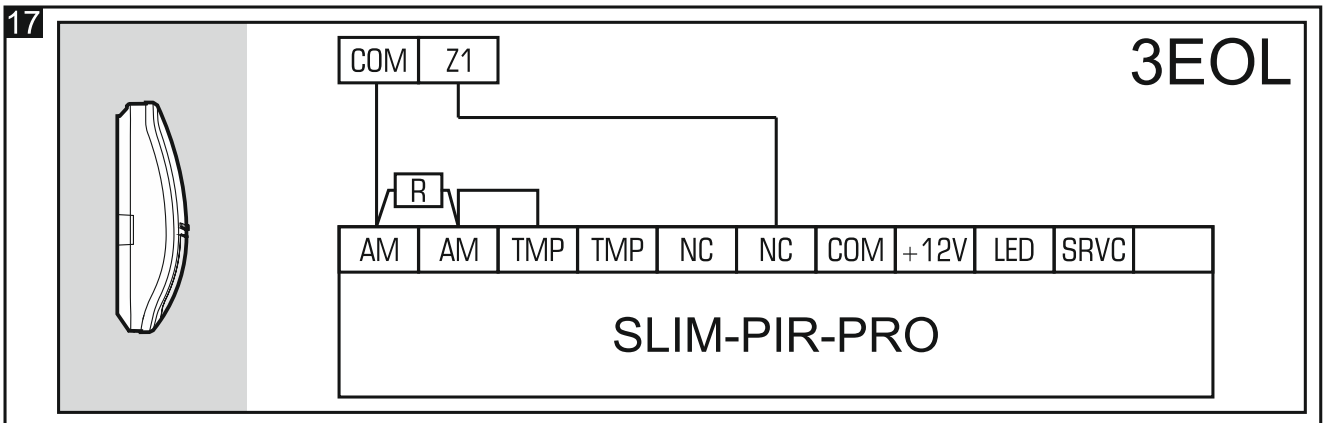 17
3EOL
COM Z1
R
AM AM TMP TMP NC NC COM +12V LED SRVC
SLIM-PIR-PRO